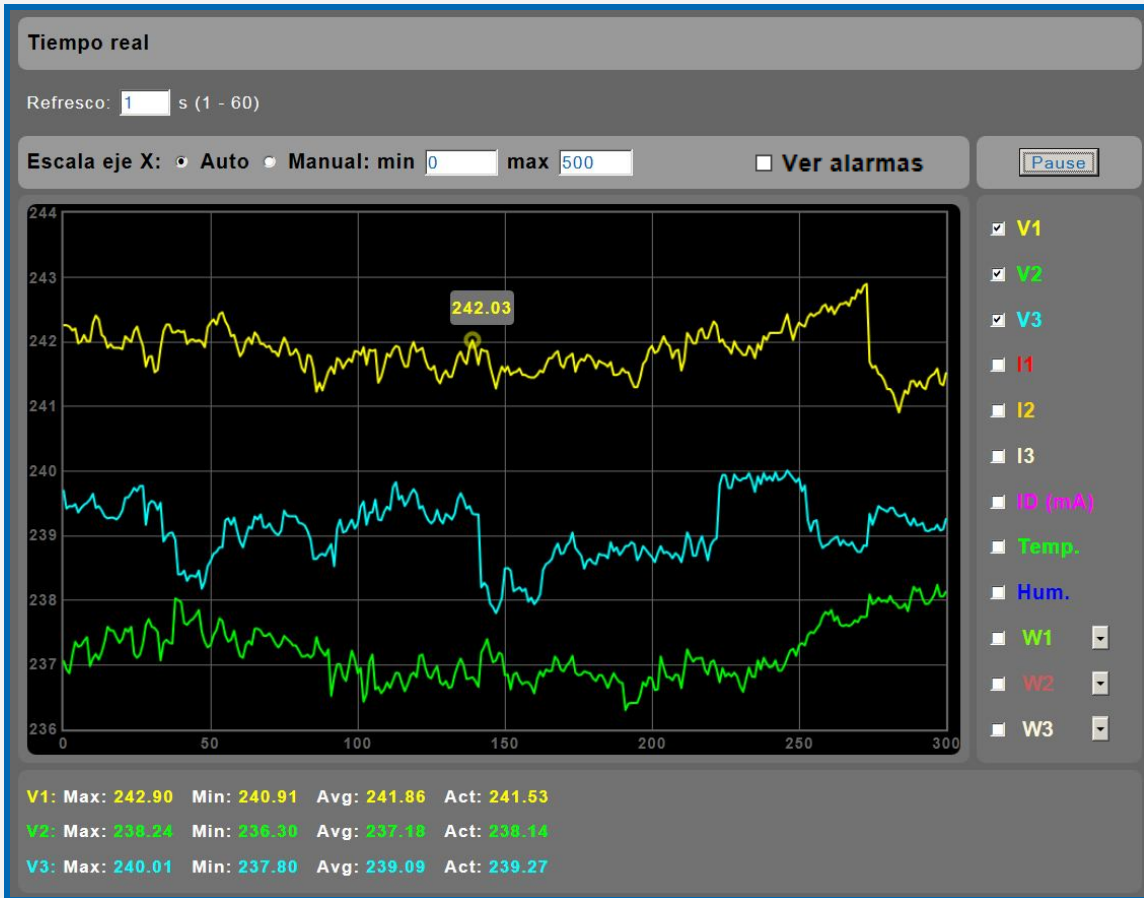 Tiempo real
Refresco: 1 s (1 - 60)
Escala eje X: Auto Manual: min 0 max 500 Ver alarmas Pause
244
243
242
241
240
239
238
237
236
242.03
0 50 100 150 200 250 300
V1
V2
V3
I1
I2
I3
ID (mA)
Temp.
Hum.
W1
W2
W3
V1: Max: 242.90 Min: 240.91 Avg: 241.86 Act: 241.53
V2: Max: 238.24 Min: 236.30 Avg: 237.18 Act: 238.14
V3: Max: 240.01 Min: 237.80 Avg: 239.09 Act: 239.27